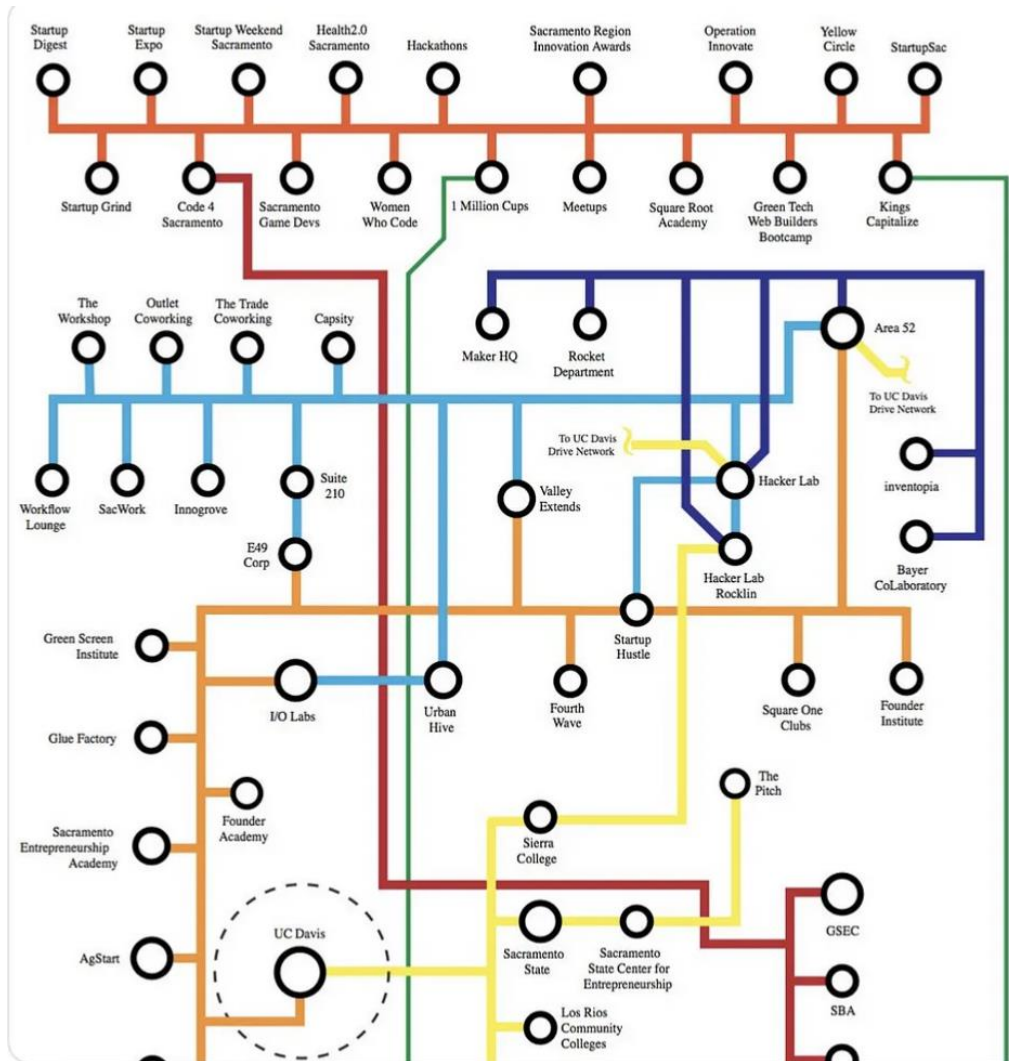 Startup
Digest
Startup
Expo
Startup Weekend
Sacramento
Health2.0
Sacramento
Hackathons
Sacramento Region
Innovation Awards
Operation
Innovate
Yellow
Circle
StartupSac
Startup Grind
Code 4
Sacramento
Sacramento
Game Devs
Women
Who Code
1 Million Cups
Meetups
Square Root
Academy
Green Tech
Web Builders
Bootcamp
Kings
Capitalize
The
Workshop
Outlet
Coworking
The Trade
Coworking
Capsity
Maker HQ
Rocket
Department
Area 52
To UC Davis
Drive Network
To UC Davis
Drive Network
Workflow
Lounge
SacWork
Innogrove
Suite
210
Valley
Extends
Hacker Lab
inventopia
E49
Corp
Hacker Lab
Rocklin
Bayer
CoLaboratory
Green Screen
Institute
Startup
Hustle
I/O Labs
Urban
Hive
Fourth
Wave
Square One
Clubs
Founder
Institute
Glue Factory
Founder
Academy
The
Pitch
Sacramento
Entrepreneurship
Academy
Sierra
College
UC Davis
AgStart
Sacramento
State
Sacramento
State Center for
Entrepreneurship
GSEC
SBA
Los Rios
Community
Colleges